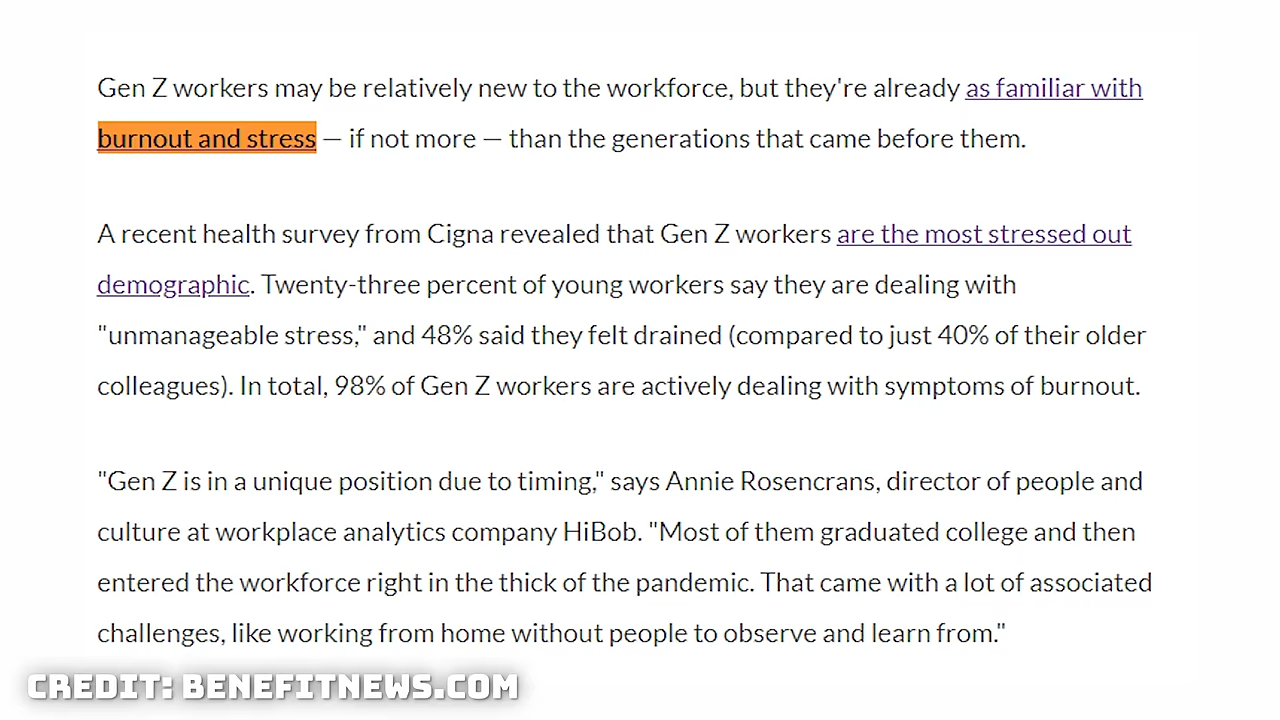 Gen Z workers may be relatively new to the workforce, but they're already as familiar with
burnout and stress — if not more — than the generations that came before them.
A recent health survey from Cigna revealed that Gen Z workers are the most stressed out
demographic. Twenty-three percent of young workers say they are dealing with
"unmanageable stress," and 48% said they felt drained (compared to just 40% of their older
colleagues). In total, 98% of Gen Z workers are actively dealing with symptoms of burnout.
"Gen Z is in a unique position due to timing," says Annie Rosencrans, director of people and
culture at workplace analytics company HiBob. "Most of them graduated college and then
entered the workforce right in the thick of the pandemic. That came with a lot of associated
challenges, like working from home without people to observe and learn from."
CREDIT: BENEFITNEWS.COM